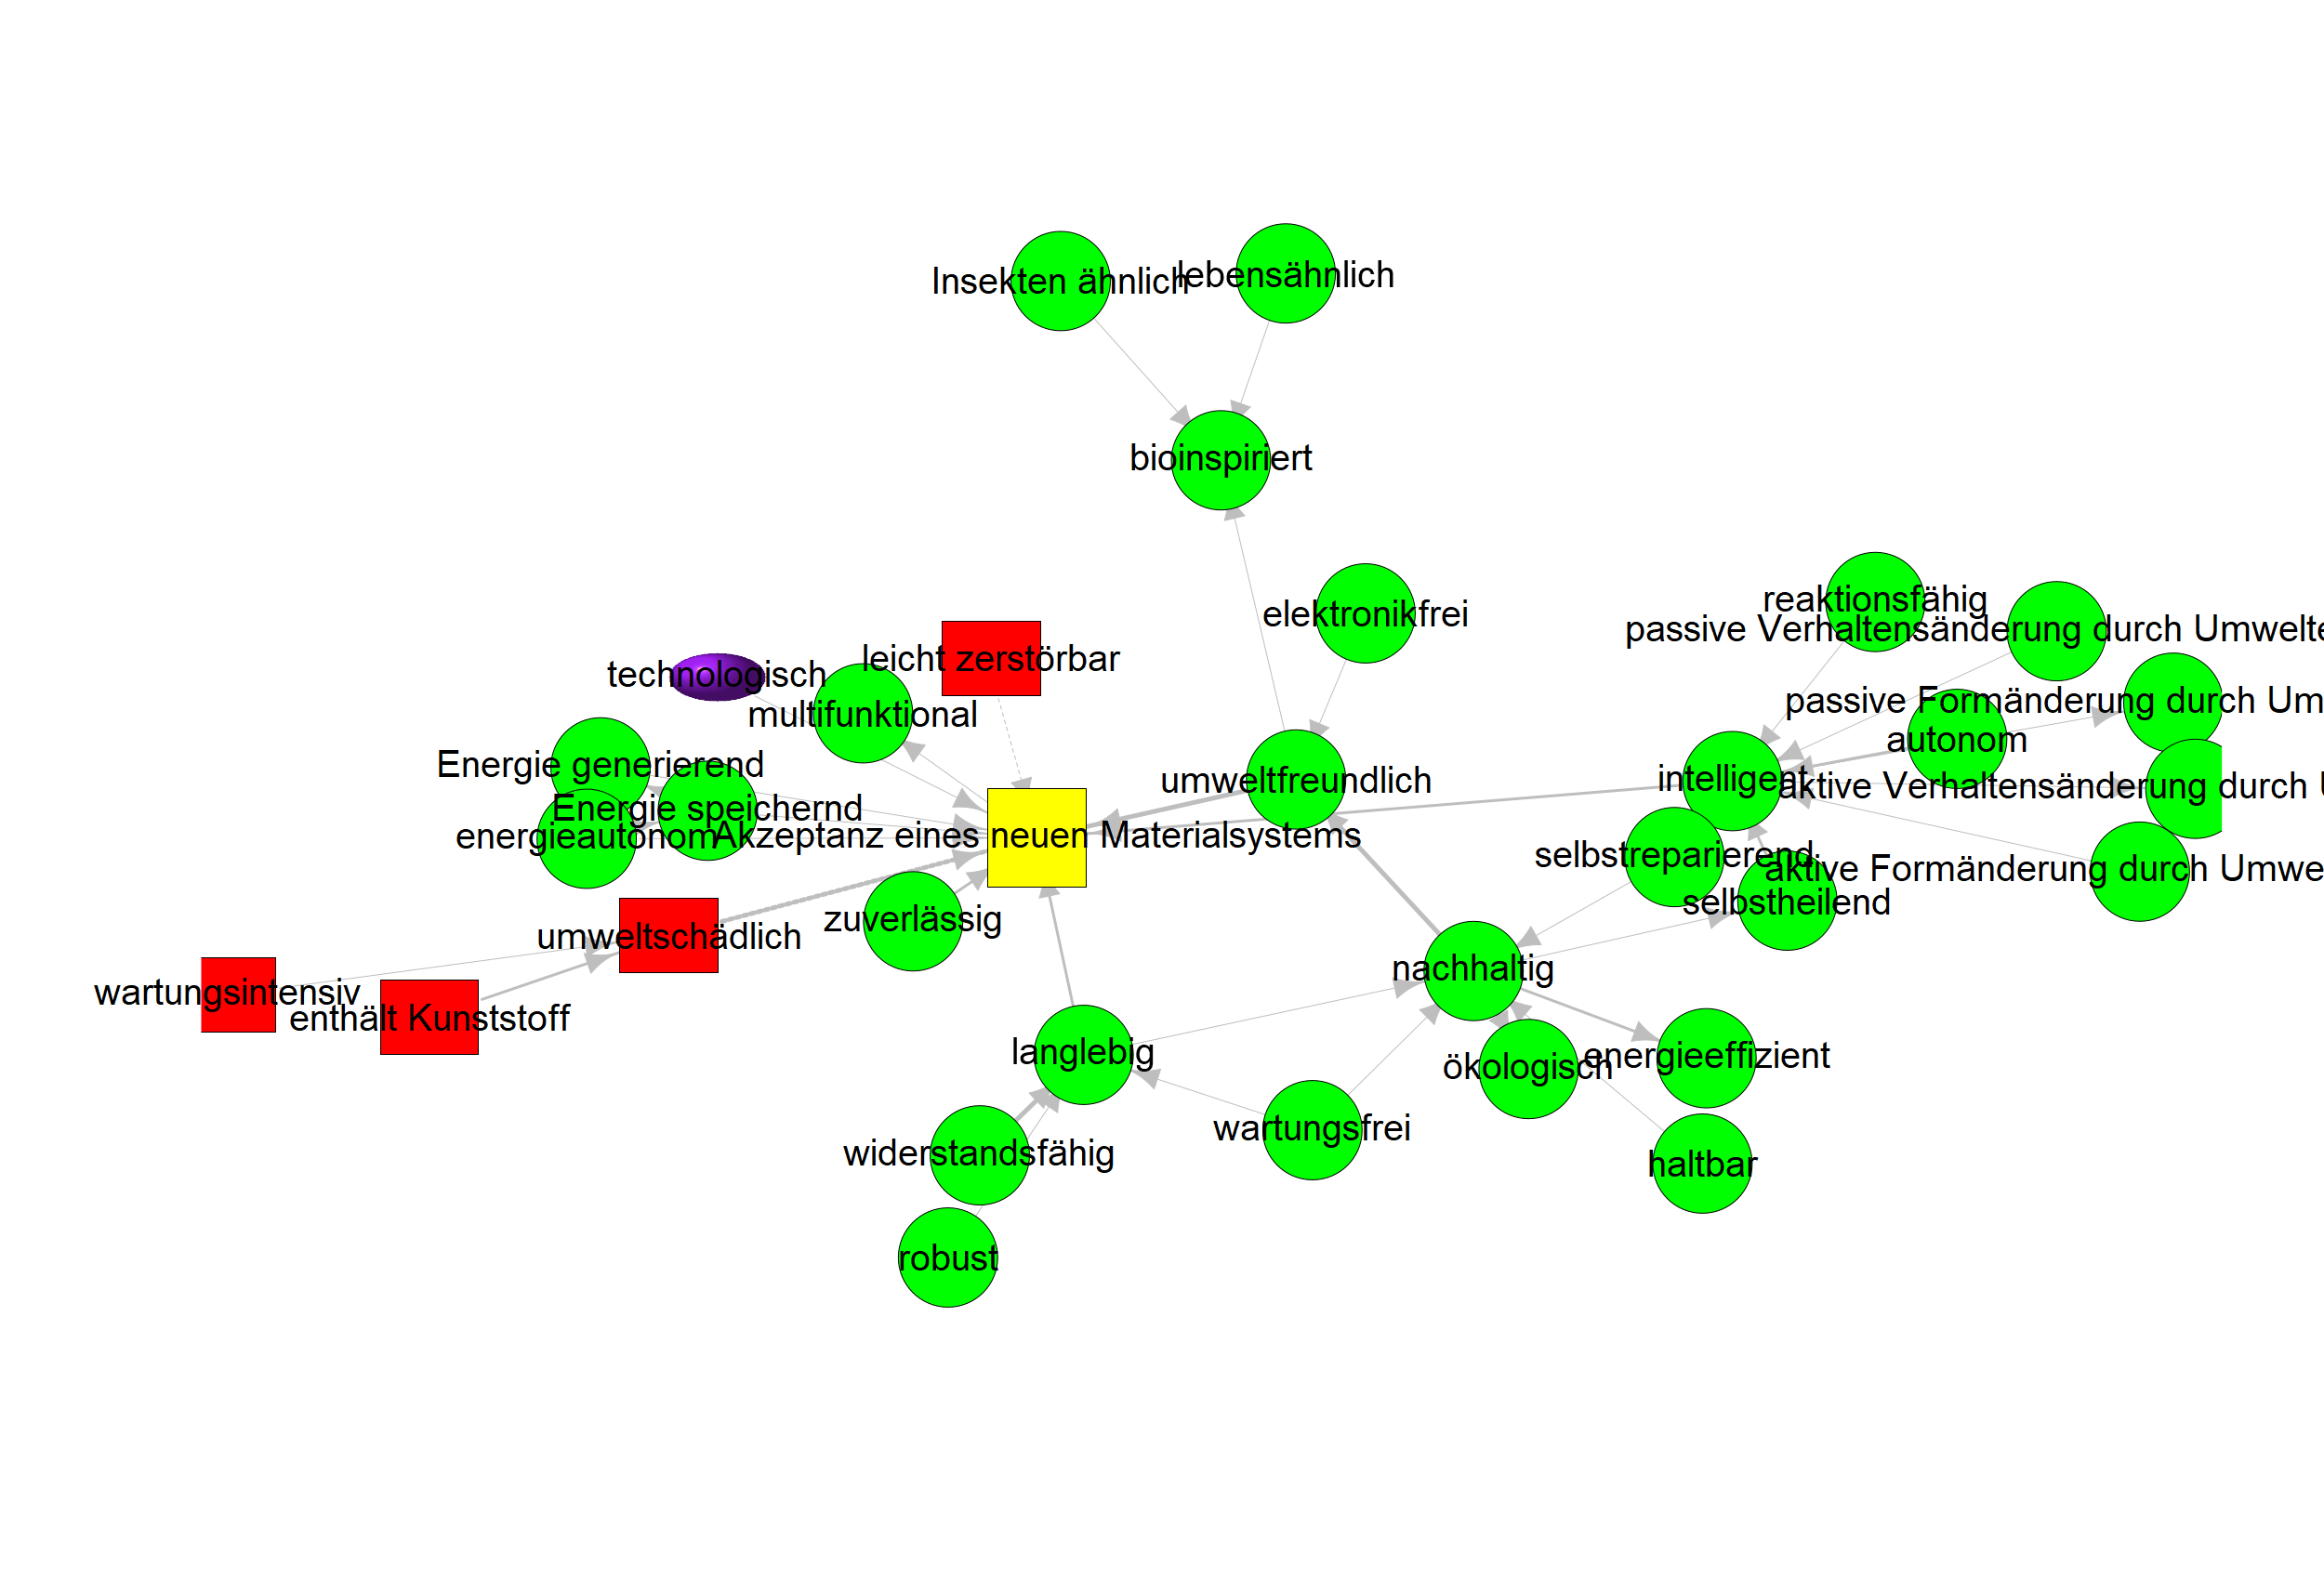 Insekten ähnlich
lebensähnlich
bioinspiriert
elektronikfrei
reaktionsfähig
passive Verhaltensänderung durch Umwelte
leicht zerstörbar
technologisch
multifunktional
passive Formänderung durch Um
autonom
Energie generierend
umweltfreundlich
intelligent
aktive Verhaltensänderung durch U
Energie speichernd
energieautonom
Akzeptanz eines neuen Materialsystems
selbstreparierend
aktive Formänderung durch Umwe
selbstheilend
zuverlässig
umweltschädlich
nachhaltig
wartungsintensiv
enthält Kunststoff
langlebig
energieeffizient
ökologisch
wartungsfrei
widerstandsfähig
haltbar
robust